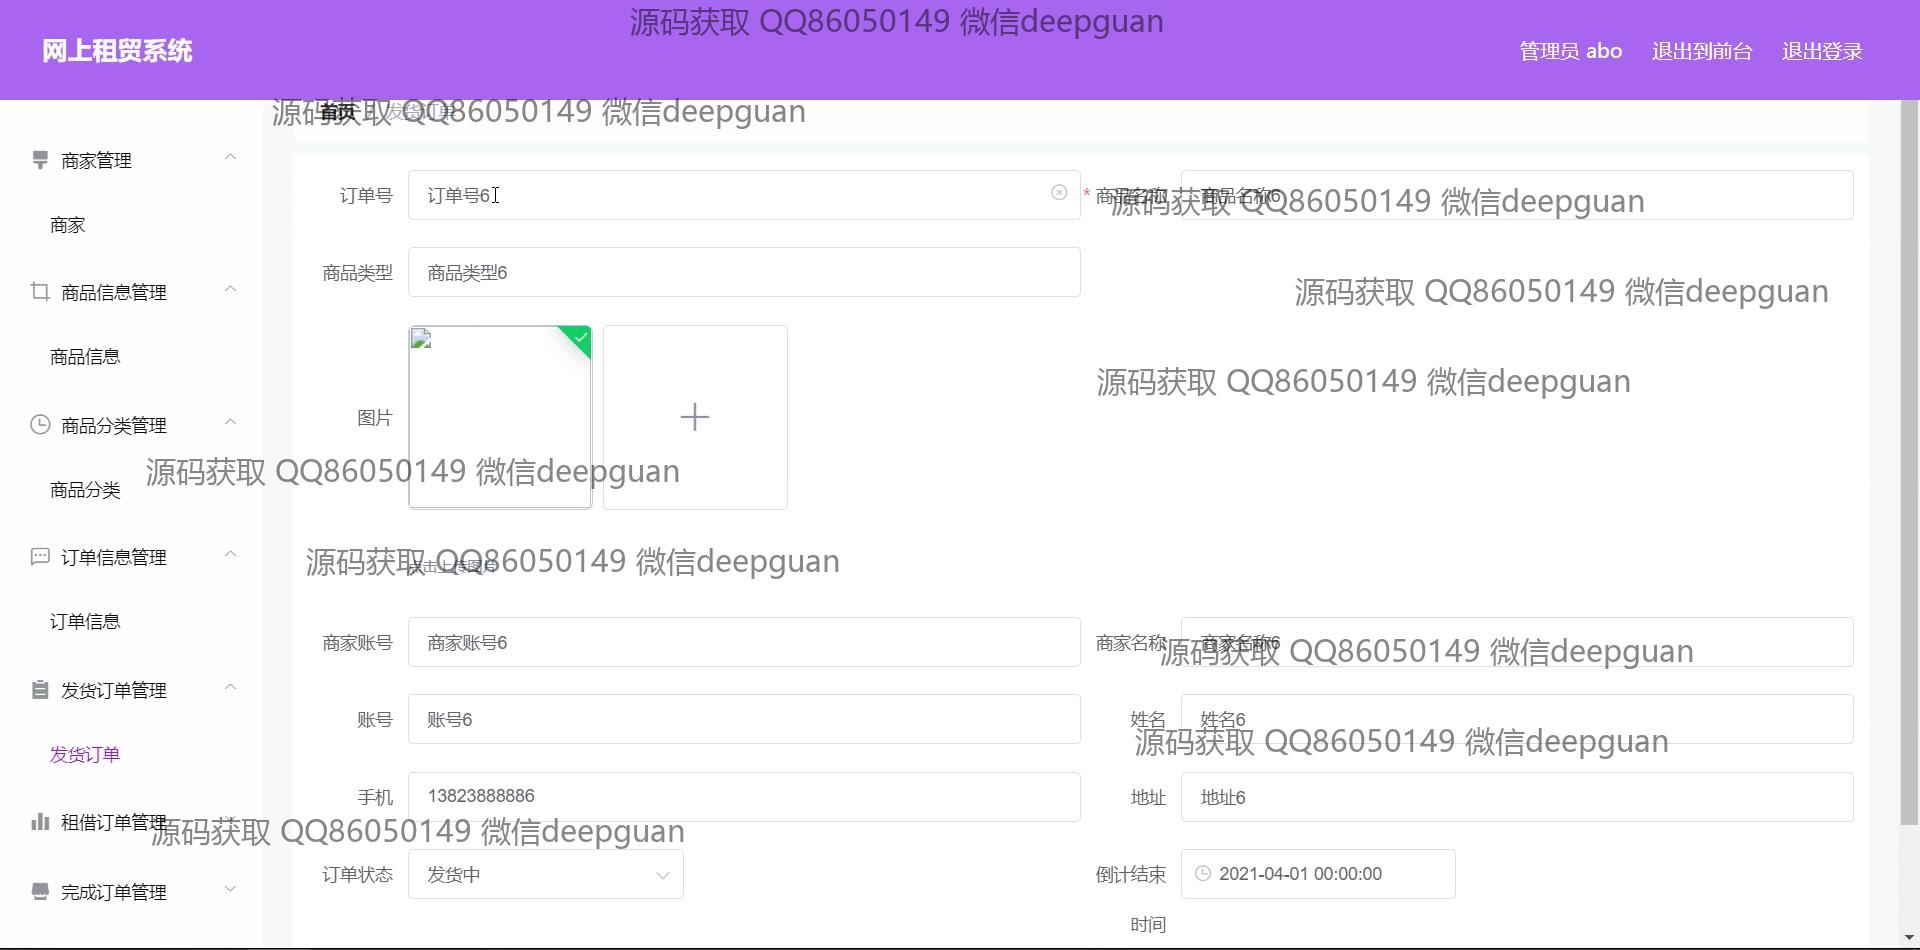 源码获取 QQ86050149 微信deepguan
网上租贸系统
管理员 abo 退出到前台 退出登录
首页 发货订单
源码获取 QQ86050149 微信deepguan
商家管理
商家
商品信息管理
商品信息
商品分类管理
商品分类
订单信息管理
订单信息
发货订单管理
发货订单
租借订单管理
完成订单管理
订单号 订单号6
* 商品名称 商品名称6
源码获取 QQ86050149 微信deepguan
商品类型 商品类型6
源码获取 QQ86050149 微信deepguan
源码获取 QQ86050149 微信deepguan
图片
源码获取 QQ86050149 微信deepguan
点击上传图片
源码获取 QQ86050149 微信deepguan
商家账号 商家账号6
商家名称 商家名称6
源码获取 QQ86050149 微信deepguan
账号 账号6
姓名 姓名6
源码获取 QQ86050149 微信deepguan
手机 13823888886
地址 地址6
源码获取 QQ86050149 微信deepguan
订单状态 发货中
倒计结束 2021-04-01 00:00:00
时间